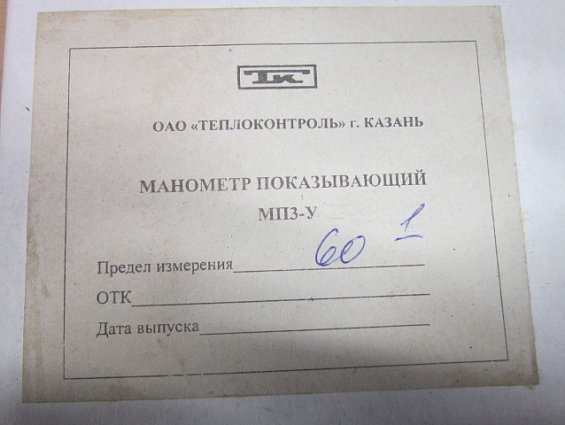 ТК
ОАО «ТЕПЛОКОНТРОЛЬ» г. КАЗАНЬ
МАНОМЕТР ПОКАЗЫВАЮЩИЙ
МП3-У
Предел измерения 60 1
ОТК
Дата выпуска